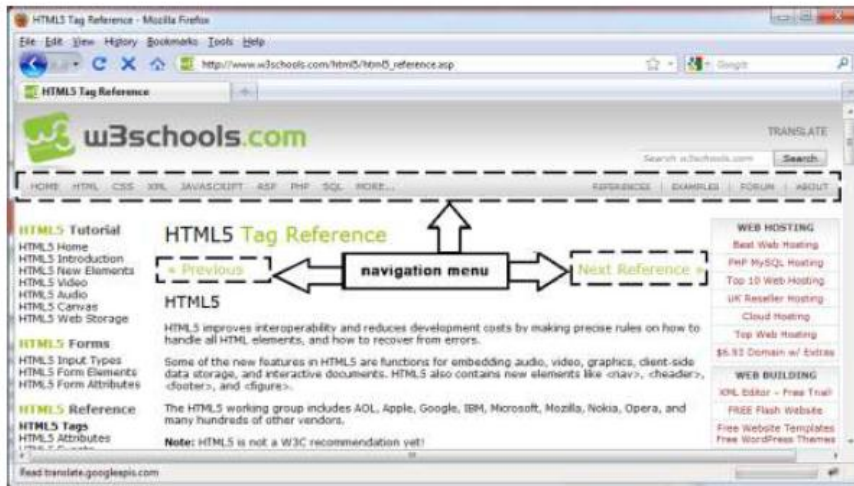 HTML5 Tag Reference - Mozilla Firefox
File Edit View History Bookmarks Tools Help
http://www.w3schools.com/html5/html5_reference.asp
Google
HTML5 Tag Reference
w3schools.com
TRANSLATE
Search w3schools.com Search
HOME HTML CSS XML JAVASCRIPT ASP PHP SQL MORE...
REFERENCES | EXAMPLES | FORUM | ABOUT
HTML5 Tutorial
HTML5 Home
HTML5 Introduction
HTML5 New Elements
HTML5 Video
HTML5 Audio
HTML5 Canvas
HTML5 Web Storage
HTML5 Forms
HTML5 Input Types
HTML5 Form Elements
HTML5 Form Attributes
HTML5 Reference
HTML5 Tags
HTML5 Attributes
HTML5 Events
HTML5 Tag Reference
« Previous
navigation menu
Next Reference »
HTML5
HTML5 improves interoperability and reduces development costs by making precise rules on how to
handle all HTML elements, and how to recover from errors.
Some of the new features in HTML5 are functions for embedding audio, video, graphics, client-side
data storage, and interactive documents. HTML5 also contains new elements like <nav>, <header>,
<footer>, and <figure>.
The HTML5 working group includes AOL, Apple, Google, IBM, Microsoft, Mozilla, Nokia, Opera, and
many hundreds of other vendors.
Note: HTML5 is not a W3C recommendation yet!
WEB HOSTING
Best Web Hosting
PHP MySQL Hosting
Top 10 Web Hosting
UK Reseller Hosting
Cloud Hosting
Top Web Hosting
$6.93 Domain w/ Extras
WEB BUILDING
XML Editor – Free Trial!
FREE Flash Website
Free Website Templates
Free WordPress Themes
Read translate.googleapis.com